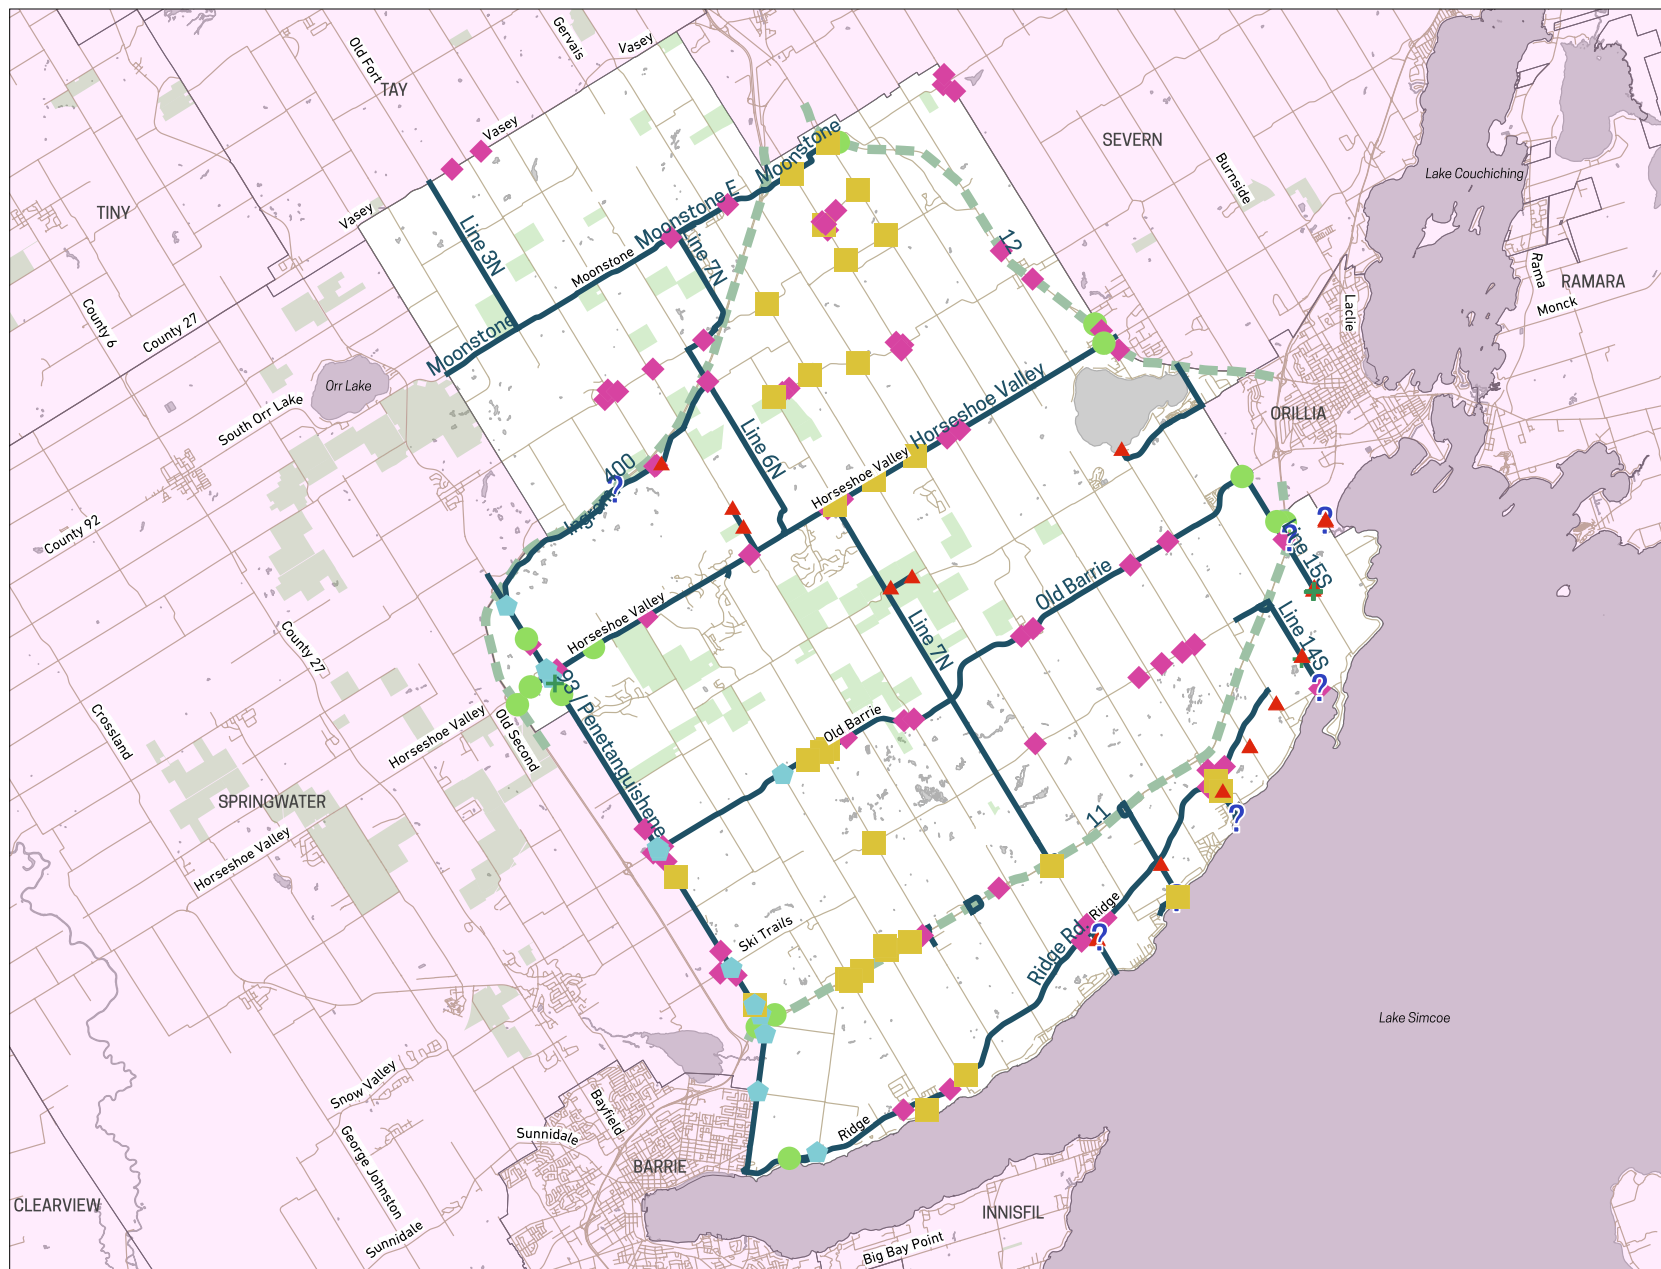 Gervais
Vasey
Old Fort
TAY
Vasey
Moonstone
SEVERN
Lake Couchiching
Burnside
TINY
Vasey
Line 3N
Moonstone E
Moonstone
Line 7N
12
Rama
RAMARA
Monck
Laclie
County 6
County 27
Moonstone
Orr Lake
South Orr Lake
ORILLIA
Horseshoe Valley
Line 6N
400
?
Horseshoe Valley
Ingram
County 92
?
?
Line 15S
Old Barrie
Horseshoe Valley
County 27
Line 7N
Line 14S
?
93 / Penetanguishene
Old Second
Horseshoe Valley
Crossland
Old Barrie
SPRINGWATER
11
?
Horseshoe Valley
Ski Trails
Ridge
Ridge Rd
?
Lake Simcoe
Snow Valley
Bayfield
Sunnidale
Ridge
George Johnston
BARRIE
CLEARVIEW
INNISFIL
Sunnidale
Big Bay Point